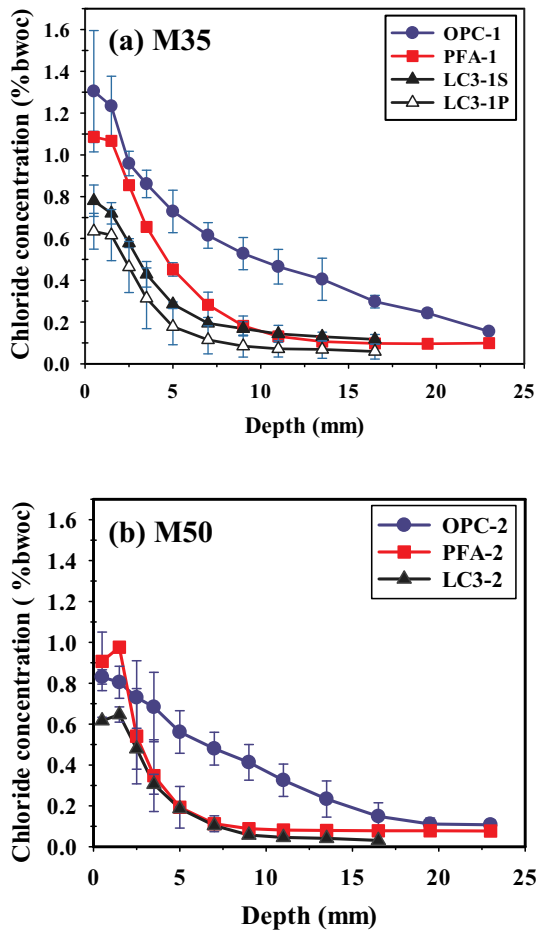 (a) M35
OPC-1
PFA-1
LC3-1S
LC3-1P
Chloride concentration (%bwoc)
1.6
1.4
1.2
1.0
0.8
0.6
0.4
0.2
0.0
0 5 10 15 20 25
Depth (mm)
(b) M50
OPC-2
PFA-2
LC3-2
Chloride concentration ( %bwoc)
1.6
1.4
1.2
1.0
0.8
0.6
0.4
0.2
0.0
0 5 10 15 20 25
Depth (mm)